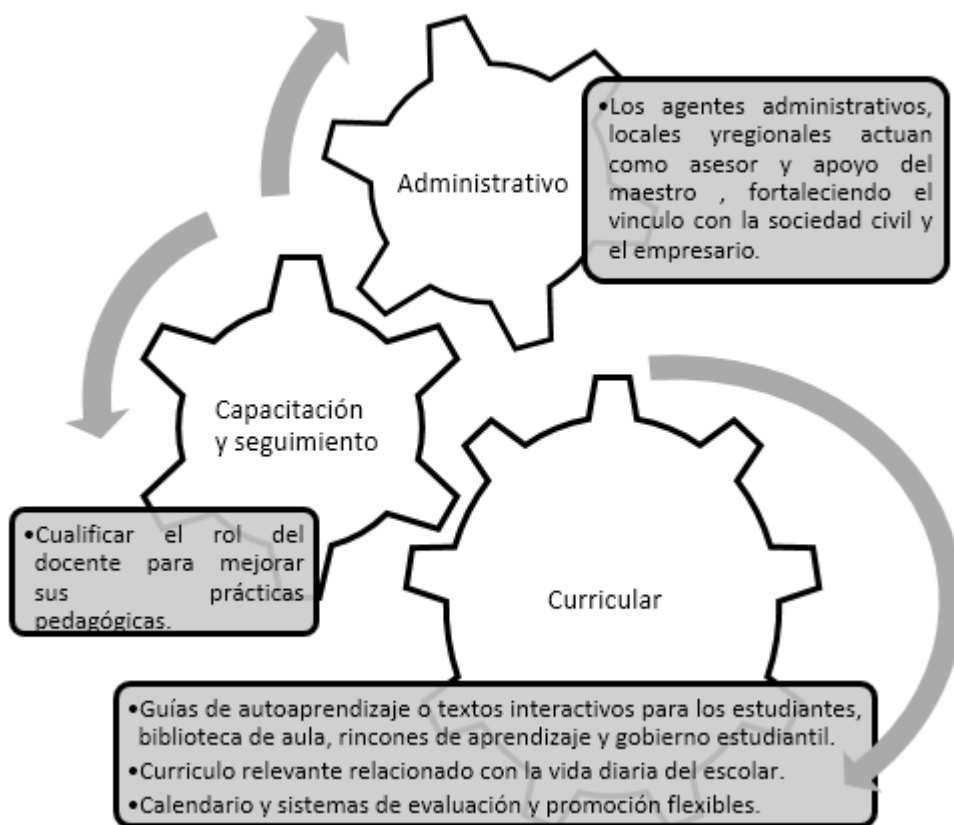 Administrativo
•Los agentes administrativos,
locales yregionales actuan
como asesor y apoyo del
maestro , fortaleciendo el
vinculo con la sociedad civil y
el empresario.
Capacitación
y seguimiento
•Cualificar el rol del
docente para mejorar
sus prácticas
pedagógicas.
Curricular
•Guías de autoaprendizaje o textos interactivos para los estudiantes,
biblioteca de aula, rincones de aprendizaje y gobierno estudiantil.
•Curriculo relevante relacionado con la vida diaria del escolar.
•Calendario y sistemas de evaluación y promoción flexibles.